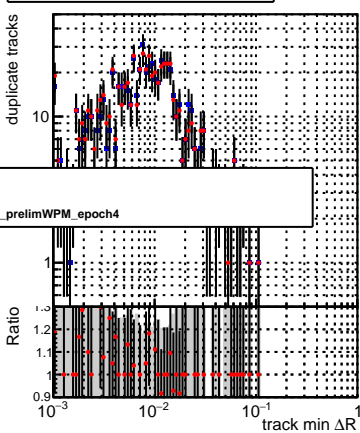 duplicate tracks
10
_prelimWPM_epoch4
1
Ratio
1.3
1.2
1.1
1
0.9
10⁻³
10⁻²
10⁻¹
1
track min ΔR